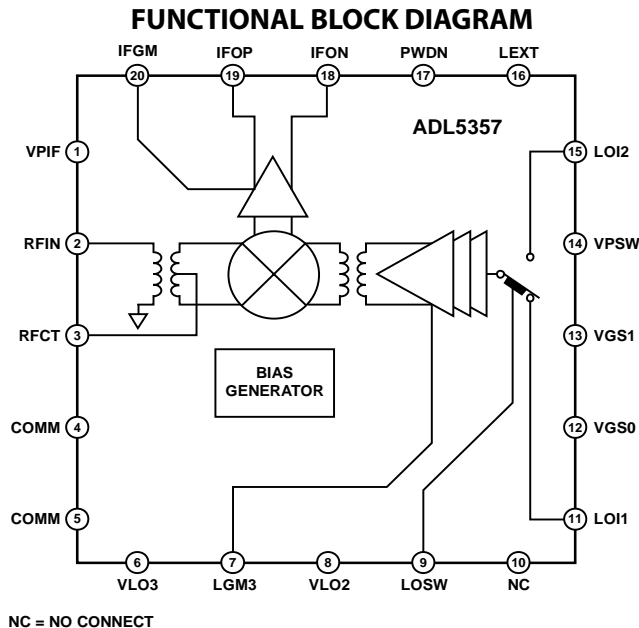 FUNCTIONAL BLOCK DIAGRAM
IFGM IFOP IFON PWDN LEXT
20 19 18 17 16
ADL5357
VPIF 1
15 LOI2
RFIN 2
14 VPSW
RFCT 3
13 VGS1
BIAS
GENERATOR
COMM 4
12 VGS0
COMM 5
11 LOI1
6 7 8 9 10
VLO3 LGM3 VLO2 LOSW NC
NC = NO CONNECT